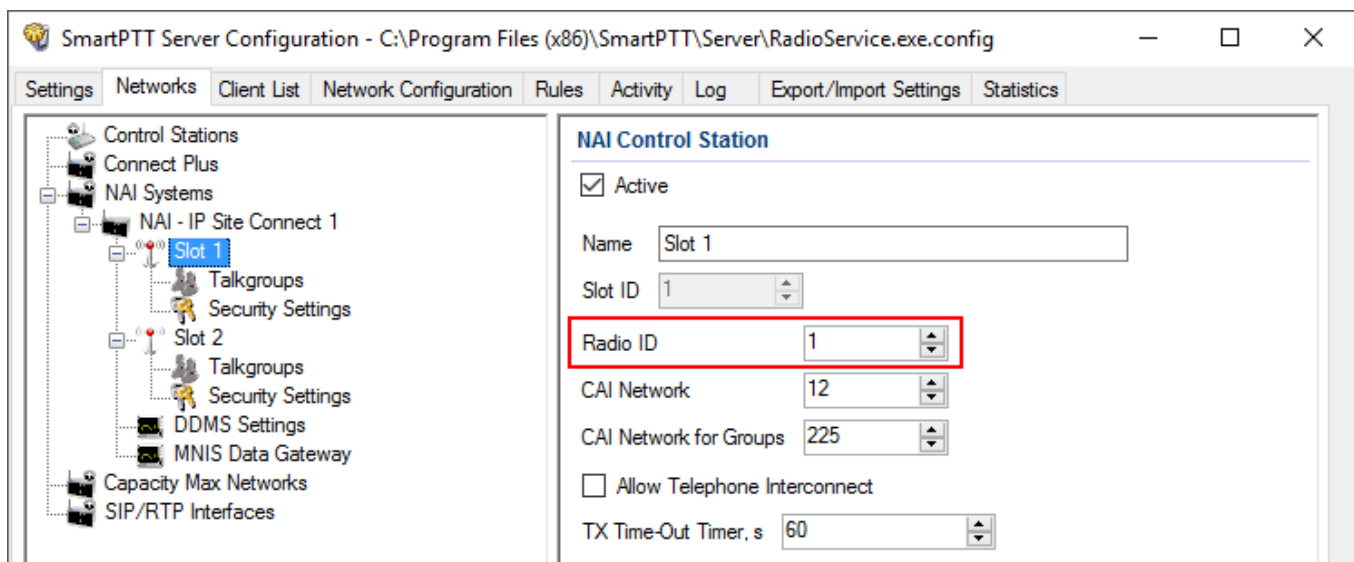 SmartPTT Server Configuration - C:\Program Files (x86)\SmartPTT\Server\RadioService.exe.config
Settings Networks Client List Network Configuration Rules Activity Log Export/Import Settings Statistics
Control Stations
Connect Plus
NAI Systems
NAI - IP Site Connect 1
Slot 1
Talkgroups
Security Settings
Slot 2
Talkgroups
Security Settings
DDMS Settings
MNIS Data Gateway
Capacity Max Networks
SIP/RTP Interfaces
NAI Control Station
Active
Name Slot 1
Slot ID 1
Radio ID 1
CAI Network 12
CAI Network for Groups 225
Allow Telephone Interconnect
TX Time-Out Timer, s 60